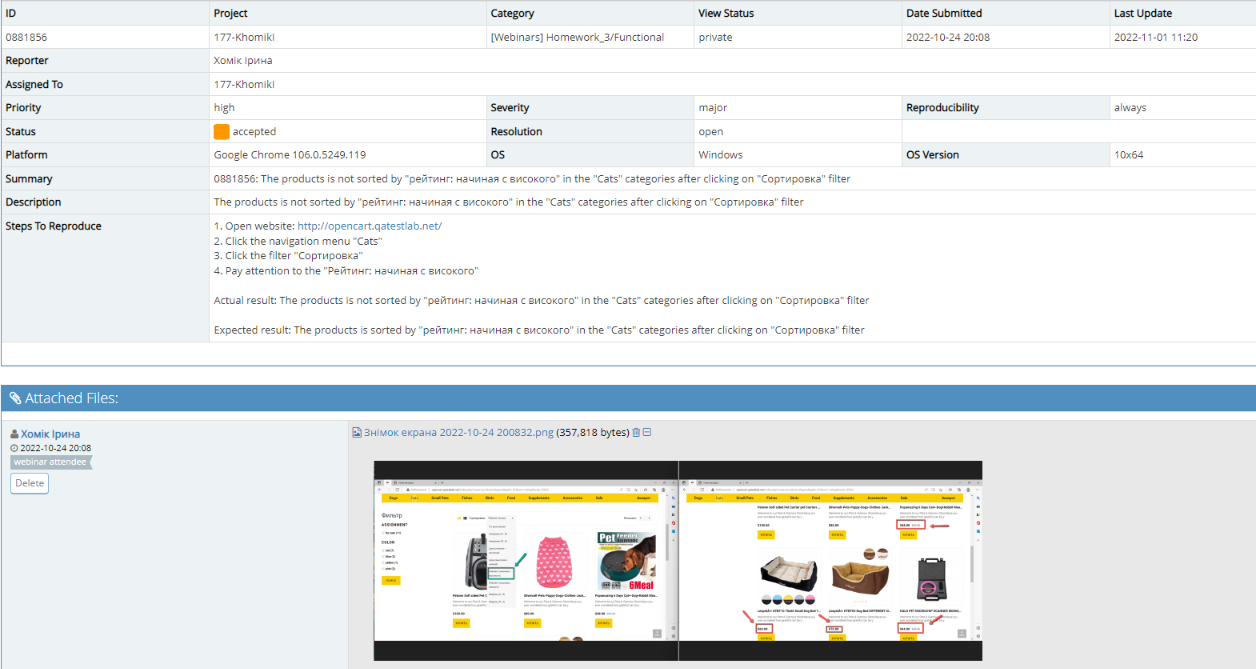 ID Project Category View Status Date Submitted Last Update
0881856 177-Khomiki [Webinars] Homework_3/Functional private 2022-10-24 20:08 2022-11-01 11:20
Reporter Хомік Ірина
Assigned To 177-Khomiki
Priority high Severity major Reproducibility always
Status accepted Resolution open
Platform Google Chrome 106.0.5249.119 OS Windows OS Version 10x64
Summary 0881856: The products is not sorted by "рейтинг: начиная с високого" in the "Cats" categories after clicking on "Сортировка" filter
Description The products is not sorted by "рейтинг: начиная с високого" in the "Cats" categories after clicking on "Сортировка" filter
Steps To Reproduce 1. Open website: http://opencart.qatestlab.net/
2. Click the navigation menu "Cats"
3. Click the filter "Сортировка"
4. Pay attention to the "Рейтинг: начиная с високого"
Actual result: The products is not sorted by "рейтинг: начиная с високого" in the "Cats" categories after clicking on "Сортировка" filter
Expected result: The products is sorted by "рейтинг: начиная с високого" in the "Cats" categories after clicking on "Сортировка" filter
Attached Files:
Хомік Ірина
2022-10-24 20:08
webinar attendee
Delete
Знімок екрана 2022-10-24 200832.png (357,818 bytes)
Фильтр
Pet
6Meal